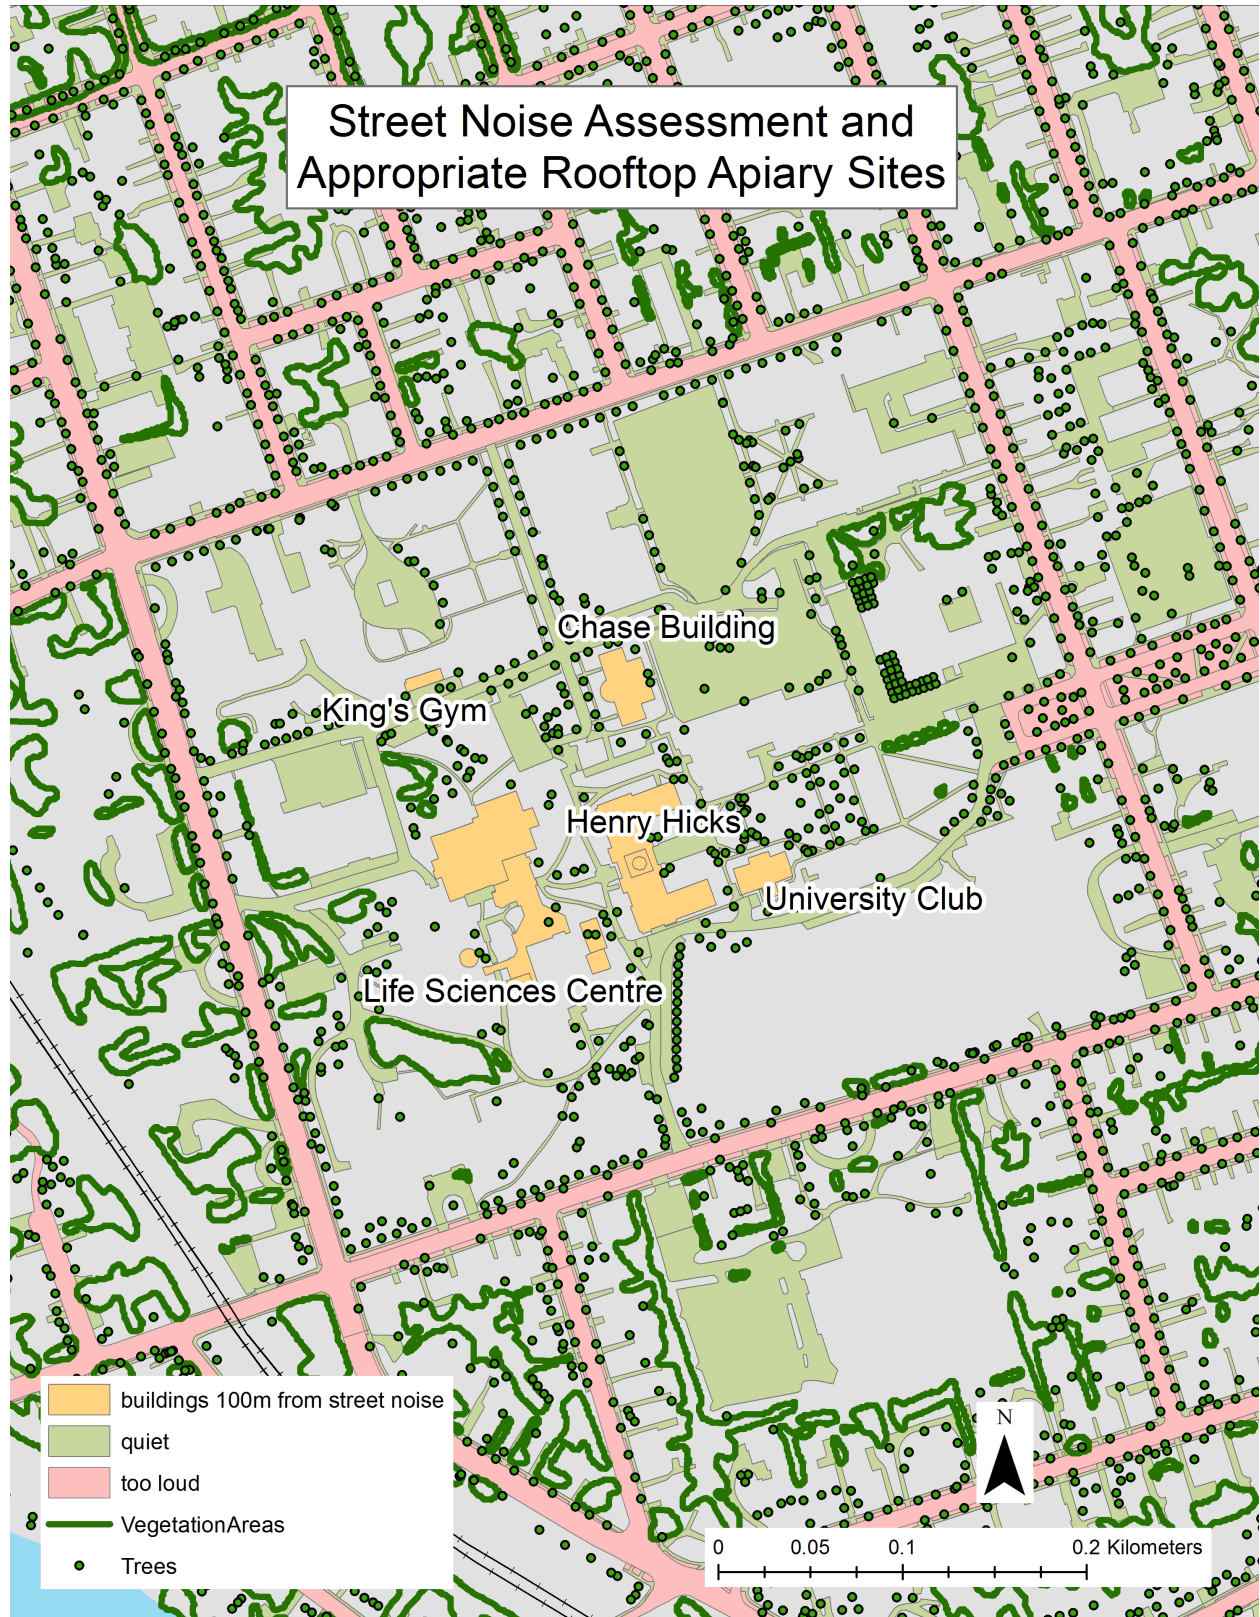 Street Noise Assessment and
Appropriate Rooftop Apiary Sites
Chase Building
King's Gym
Henry Hicks
University Club
Life Sciences Centre
buildings 100m from street noise
quiet
too loud
VegetationAreas
Trees
N
0 0.05 0.1 0.2 Kilometers